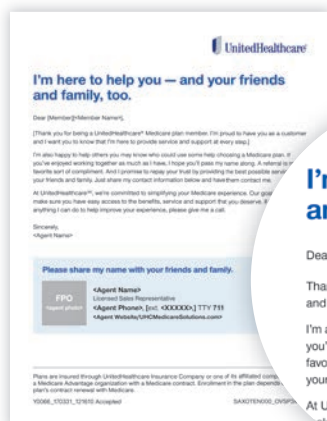 UnitedHealthcare
I'm here to help you — and your friends
and family, too.
Dear [Member][<Member Name>],
[Thank you for being a UnitedHealthcare® Medicare plan member. I'm proud to have you as a customer
and I want you to know that I'm here to provide service and support at every step.]
I'm also happy to help others you may know who could use some help choosing a Medicare plan. If
you've enjoyed working together as much as I have, I hope you'll pass my name along. A referral is my
favorite sort of compliment. And I promise to repay your trust by providing the best possible service
your friends and family. Just share my contact information below and have them contact me.
At UnitedHealthcare℠, we're committed to simplifying your Medicare experience. Our goal
make sure you have easy access to the benefits, service and support that you deserve. If
anything I can do to help improve your experience, please give me a call.
Sincerely,
<Agent Name>
Please share my name with your friends and family.
FPO
<agent photo>
<Agent Name>
Licensed Sales Representative
<Agent Phone>, [ext. <XXXXX>,] TTY 711
<Agent Website/UHCMedicareSolutions.com>
Plans are insured through UnitedHealthcare Insurance Company or one of its affiliated
a Medicare Advantage organization with a Medicare contract. Enrollment in the plan depends
plan's contract renewal with Medicare.
Y0066_170331_121610 Accepted
I'm
an
Dea
Than
and
I'm a
you'
favo
your
At U